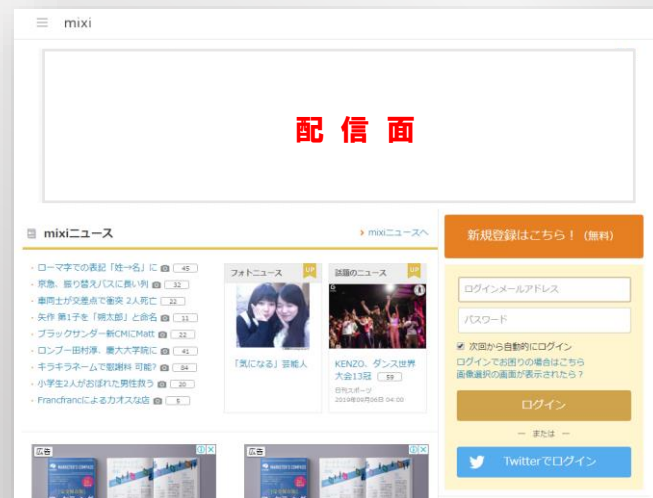 mixi
配信面
mixiニュース
mixiニュースへ
新規登録はこちら！（無料）
・ローマ字での表記「姓→名」に 45
・京急、振り替えバスに長い列 32
・車同士が交差点で衝突 2人死亡 22
・矢作 第1子を「桃太郎」と命名 11
・ブラックサンダー新CMにMatt 22
・ロンブー田村淳、慶大大学院に 41
・キラキラネームで慰謝料 可能? 84
・小学生2人がおぼれた男性救う 20
・Francfrancによるカオスな店 5
フォトニュース UP
「気になる」芸能人
話題のニュース UP
KENZO、ダンス世界
大会13冠 59
日刊スポーツ
2019年09月06日 04:00
ログインメールアドレス
パスワード
次回から自動的にログイン
ログインでお困りの場合はこちら
画像選択の画面が表示されたら？
ログイン
― または ―
Twitterでログイン
広告
MARKETER'S COMPASS
広告
MARKETER'S COMPASS